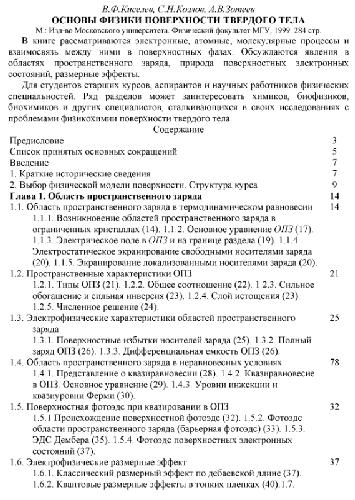 В.Ф.Киселев, С.Н.Козлов, А.В.Зотеев
ОСНОВЫ ФИЗИКИ ПОВЕРХНОСТИ ТВЕРДОГО ТЕЛА
М.: Изд-во Московского университета. Физический факультет МГУ, 1999. 284 стр.
В книге рассматриваются электронные, атомные, молекулярные процессы и
взаимосвязь между ними в поверхностных фазах. Обсуждаются явления в
областях пространственного заряда, природа поверхностных электронных
состояний, размерные эффекты.
Для студентов старших курсов, аспирантов и научных работников физических
специальностей. Ряд разделов может заинтересовать химиков, биофизиков,
биохимиков и других специалистов, сталкивающихся в своих исследованиях с
проблемами физикохимии поверхности твердого тела
Содержание
Предисловие 3
Список принятых основных сокращений 5
Введение 7
1. Краткие исторические сведения 7
2. Выбор физической модели поверхности. Структура курса 9
Глава 1. Область пространственного заряда 14
1.1. Область пространственного заряда в термодинамическом равновесии 14
1.1.1. Возникновение областей пространственного заряда в
ограниченных кристаллах (14). 1.1.2. Основное уравнение ОПЗ (17).
1.1.3. Электрическое поле в ОПЗ и на границе раздела (19). 1.1.4
Электростатическое экранирование свободными носителями заряда
(20). 1.1.5. Экранирование локализованными носителями заряда (20).
1.2. Пространственные характеристики ОПЗ 21
1.2.1. Типы ОПЗ (21). 1.2.2. Общее соотношение (22). 1.2.3. Сильное
обогащение и сильная инверсия (23). 1.2.4. Слой истощения (23)
1.2.5. Численное решение (24).
1.3. Электрофизические характеристики областей пространственного 25
заряда
1.3.1. Поверхностные избытки носителей заряда (25). 1.3.2. Полный
заряд ОПЗ (26). 1.3.3. Дифференциальная емкость ОПЗ (26).
1.4. Область пространственного заряда в неравновесных условиях 78
1.4.1. Представление о квазиравновесии (28). 1.4.2. Квазиравновесие
в ОПЗ. Основное уравнение (29). 1.4.3. Уровни инжекции и
квазиуровни Ферми (30).
1.5. Поверхностная фотоэдс при квазировании в ОПЗ 32
1.5.1 Происхождение поверхностной фотоэдс (32). 1.5.2. Фотоэдс
области пространственного заряда (барьерная фотоэдс) (33). 1.5.3.
ЭДС Дембера (35). 1.5.4. Фотоэдс поверхностных электронных
состояний (37).
1.6. Электрофизические размерные эффект 37
1.6.1. Классический размерный эффект по дебаевской длине (37).
1.6.2. Квантовые размерные эффекты в тонких пленках (40).1.7.